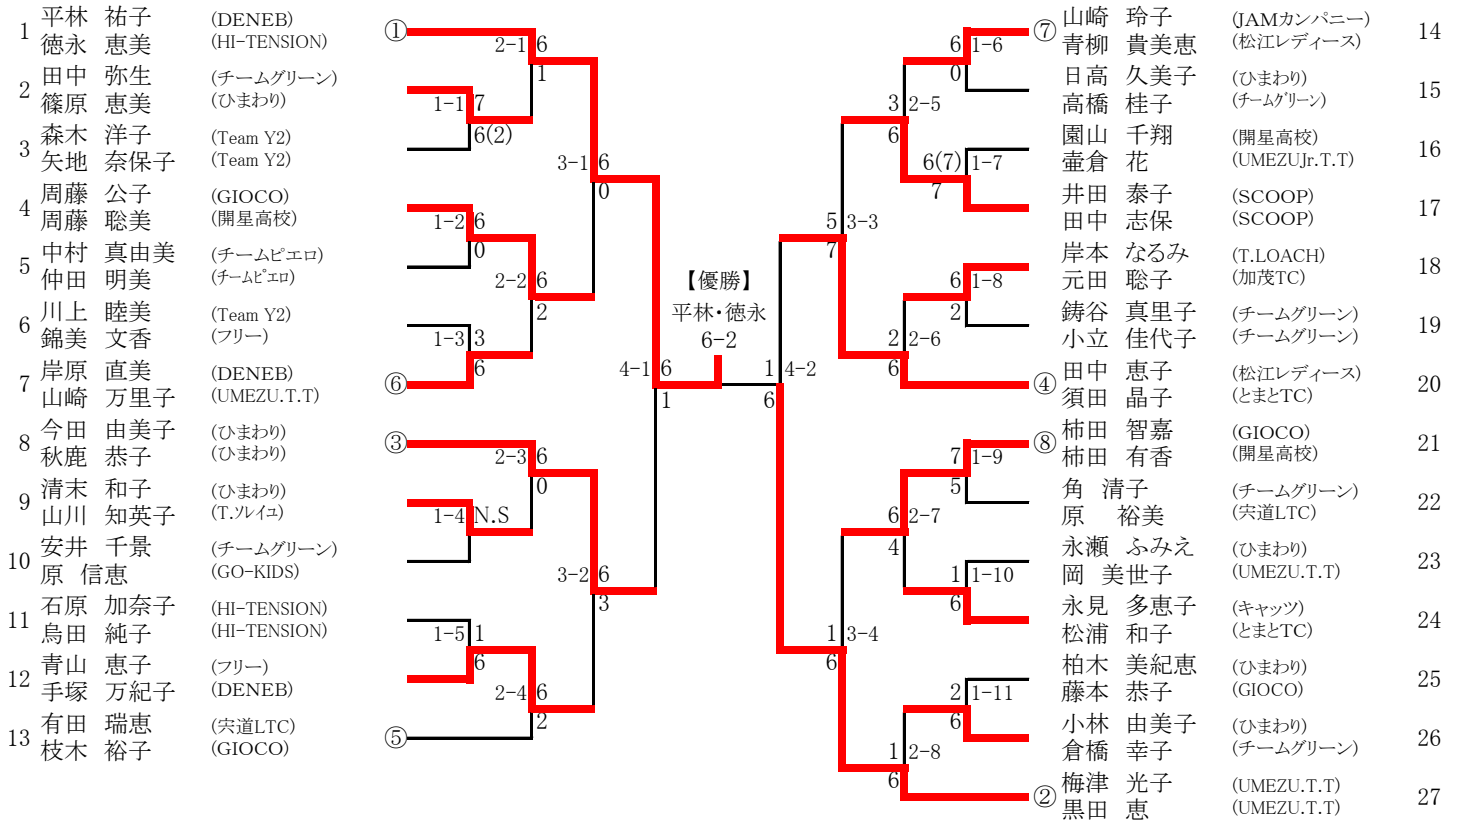 1 平林 祐子 (DENEB) ①
徳永 恵美 (HI-TENSION)
2-1 6
1
2 田中 弥生 (チームグリーン)
篠原 恵美 (ひまわり)
1-1 7
6(2)
3 森木 洋子 (Team Y2)
矢地 奈保子 (Team Y2)
3-1 6
0
4 周藤 公子 (GIOCO)
周藤 聡美 (開星高校)
1-2 6
0
5 中村 真由美 (チームピエロ)
仲田 明美 (チームピエロ)
2-2 6
2
6 川上 睦美 (Team Y2)
錦美 文香 (フリー)
1-3 3
6
7 岸原 直美 (DENEB) ⑥
山崎 万里子 (UMEZU.T.T)
4-1 6
1
8 今田 由美子 (ひまわり) ③
秋鹿 恭子 (ひまわり)
2-3 6
0
9 清末 和子 (ひまわり)
山川 知英子 (T.ソレイユ)
1-4 N.S
10 安井 千景 (チームグリーン)
原 信恵 (GO-KIDS)
3-2 6
3
11 石原 加奈子 (HI-TENSION)
烏田 純子 (HI-TENSION)
1-5 1
6
12 青山 恵子 (フリー)
手塚 万紀子 (DENEB)
2-4 6
2
13 有田 瑞恵 (宍道LTC) ⑤
枝木 裕子 (GIOCO)
【優勝】
平林・徳永
6-2
⑦ 山崎 玲子 (JAMカンパニー) 14
青柳 貴美恵 (松江レディース)
6 1-6
0
日高 久美子 (ひまわり) 15
高橋 桂子 (チームグリーン)
3 2-5
6
園山 千翔 (開星高校) 16
壷倉 花 (UMEZUJr.T.T)
6(7) 1-7
7
井田 泰子 (SCOOP) 17
田中 志保 (SCOOP)
5 3-3
7
岸本 なるみ (T.LOACH) 18
元田 聡子 (加茂TC)
6 1-8
2
鋳谷 真里子 (チームグリーン) 19
小立 佳代子 (チームグリーン)
2 2-6
6
④ 田中 恵子 (松江レディース) 20
須田 晶子 (とまとTC)
1 4-2
6
⑧ 柿田 智嘉 (GIOCO) 21
柿田 有香 (開星高校)
7 1-9
5
角 清子 (チームグリーン) 22
原 裕美 (宍道LTC)
6 2-7
4
永瀬 ふみえ (ひまわり) 23
岡 美世子 (UMEZU.T.T)
1 1-10
6
永見 多恵子 (キャッツ) 24
松浦 和子 (とまとTC)
1 3-4
6
柏木 美紀恵 (ひまわり) 25
藤本 恭子 (GIOCO)
2 1-11
6
小林 由美子 (ひまわり) 26
倉橋 幸子 (チームグリーン)
1 2-8
6
② 梅津 光子 (UMEZU.T.T) 27
黒田 恵 (UMEZU.T.T)